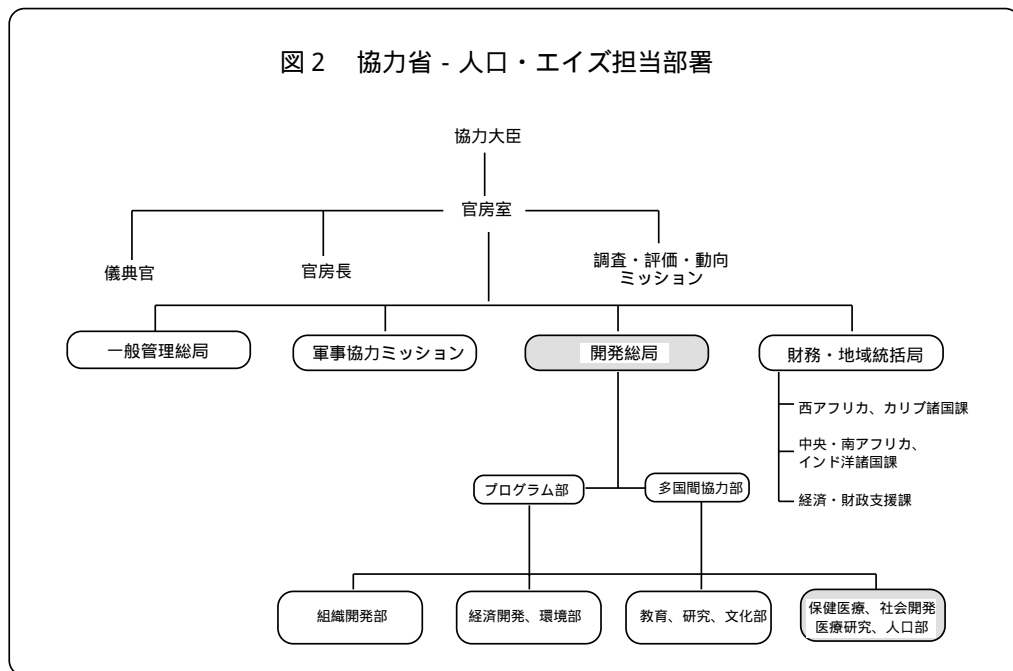 図2 協力省 - 人口・エイズ担当部署
協力大臣
官房室
儀典官
官房長
調査・評価・動向
ミッション
一般管理総局
軍事協力ミッション
開発総局
財務・地域統括局
西アフリカ、カリブ諸国課
中央・南アフリカ、
インド洋諸国課
経済・財政支援課
プログラム部
多国間協力部
組織開発部
経済開発、環境部
教育、研究、文化部
保健医療、社会開発
医療研究、人口部